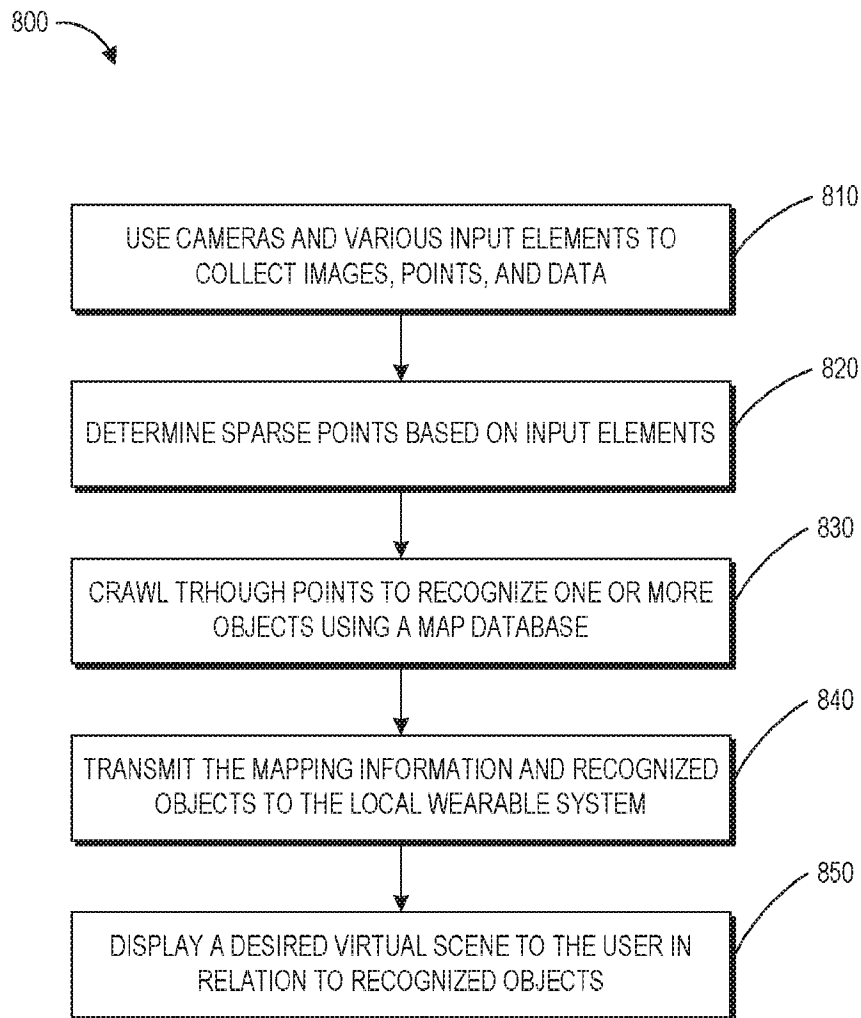 800
810
USE CAMERAS AND VARIOUS INPUT ELEMENTS TO
COLLECT IMAGES, POINTS, AND DATA
820
DETERMINE SPARSE POINTS BASED ON INPUT ELEMENTS
830
CRAWL TRHOUGH POINTS TO RECOGNIZE ONE OR MORE
OBJECTS USING A MAP DATABASE
840
TRANSMIT THE MAPPING INFORMATION AND RECOGNIZED
OBJECTS TO THE LOCAL WEARABLE SYSTEM
850
DISPLAY A DESIRED VIRTUAL SCENE TO THE USER IN
RELATION TO RECOGNIZED OBJECTS